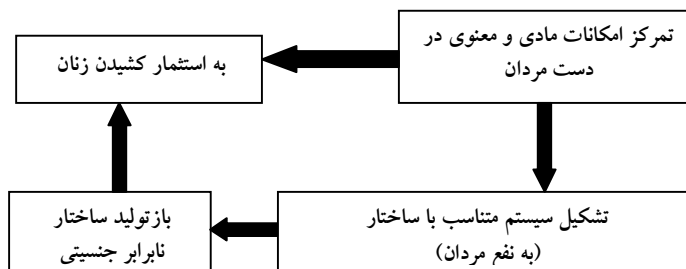 تمرکز امکانات مادی و معنوی در
دست مردان
به استثمار کشیدن زنان
تشکیل سیستم متناسب با ساختار
(به نفع مردان)
بازتولید ساختار
نابرابر جنسیتی